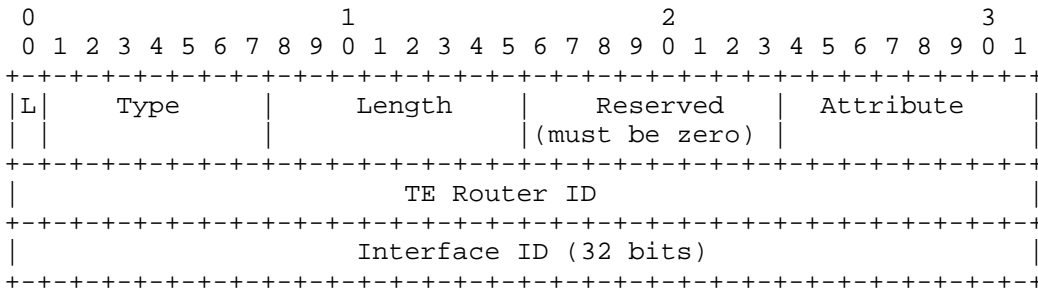 0                   1                   2                   3
 0 1 2 3 4 5 6 7 8 9 0 1 2 3 4 5 6 7 8 9 0 1 2 3 4 5 6 7 8 9 0 1
+-+-+-+-+-+-+-+-+-+-+-+-+-+-+-+-+-+-+-+-+-+-+-+-+-+-+-+-+-+-+-+-+
|L|    Type     |     Length    |    Reserved   |  Attribute    |
| |             |               |(must be zero) |               |
+-+-+-+-+-+-+-+-+-+-+-+-+-+-+-+-+-+-+-+-+-+-+-+-+-+-+-+-+-+-+-+-+
|                        TE Router ID                           |
+-+-+-+-+-+-+-+-+-+-+-+-+-+-+-+-+-+-+-+-+-+-+-+-+-+-+-+-+-+-+-+-+
|                     Interface ID (32 bits)                    |
+-+-+-+-+-+-+-+-+-+-+-+-+-+-+-+-+-+-+-+-+-+-+-+-+-+-+-+-+-+-+-+-+